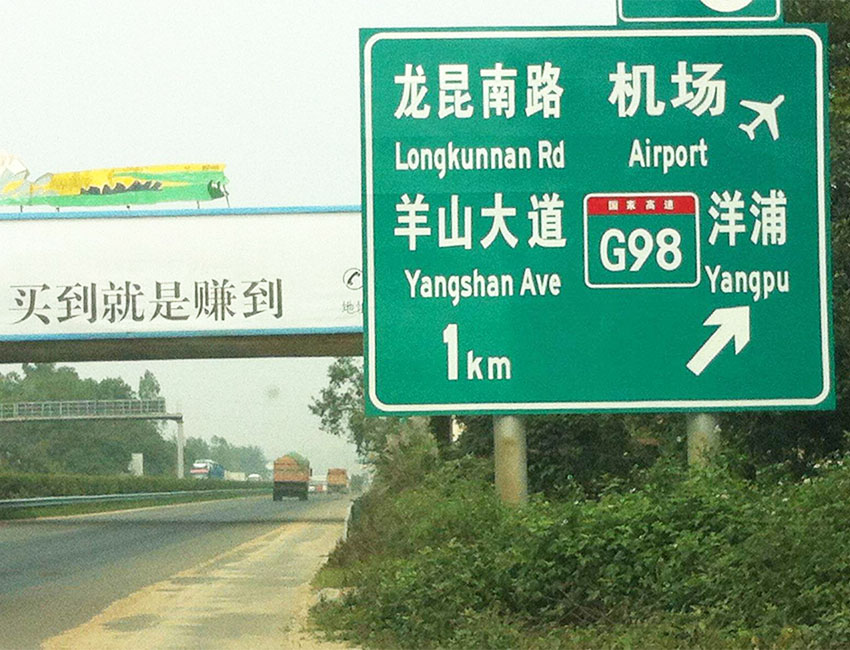 龙昆南路 机场
Longkunnan Rd Airport
羊山大道 国家高速 洋浦
G98
Yangshan Ave Yangpu
1km
买到就是赚到